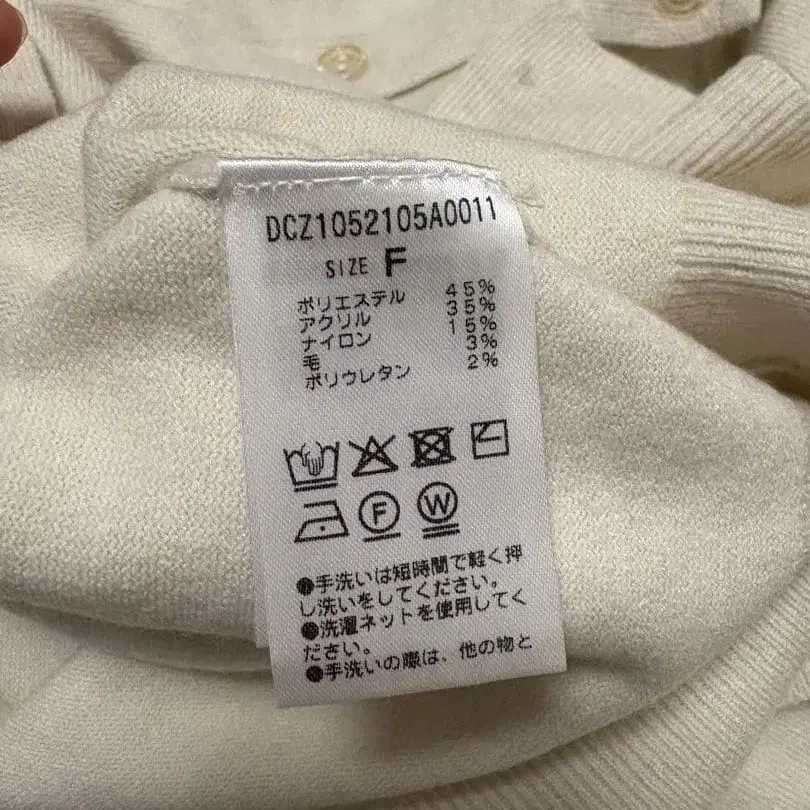 DCZ1052105A0011
SIZE F
ポリエステル 45%
アクリル 35%
ナイロン 15%
毛 3%
ポリウレタン 2%
F W
●手洗いは短時間で軽く押
し洗いをしてください。
●洗濯ネットを使用してく
ださい。
●手洗いの際は、他の物と